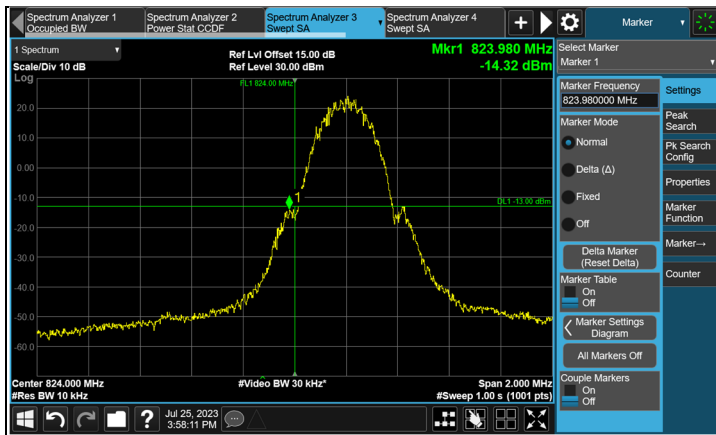 Spectrum Analyzer 1
Occupied BW
Spectrum Analyzer 2
Power Stat CCDF
Spectrum Analyzer 3
Swept SA
Spectrum Analyzer 4
Swept SA
Marker
1 Spectrum
Scale/Div 10 dB
Ref Lvl Offset 15.00 dB
Ref Level 30.00 dBm
Mkr1 823.980 MHz
-14.32 dBm
Log
FL1 824.00 MHz
20.0
10.0
0.00
-10.0
-20.0
-30.0
-40.0
-50.0
-60.0
1
DL1 -13.00 dBm
Center 824.000 MHz
#Res BW 10 kHz
#Video BW 30 kHz*
Span 2.000 MHz
#Sweep 1.00 s (1001 pts)
Jul 25, 2023
3:58:11 PM
Select Marker
Marker 1
Marker Frequency
823.980000 MHz
Marker Mode
Normal
Delta (Δ)
Fixed
Off
Delta Marker
(Reset Delta)
Marker Table
On
Off
Marker Settings
Diagram
All Markers Off
Couple Markers
On
Off
Settings
Peak
Search
Pk Search
Config
Properties
Marker
Function
Marker→
Counter